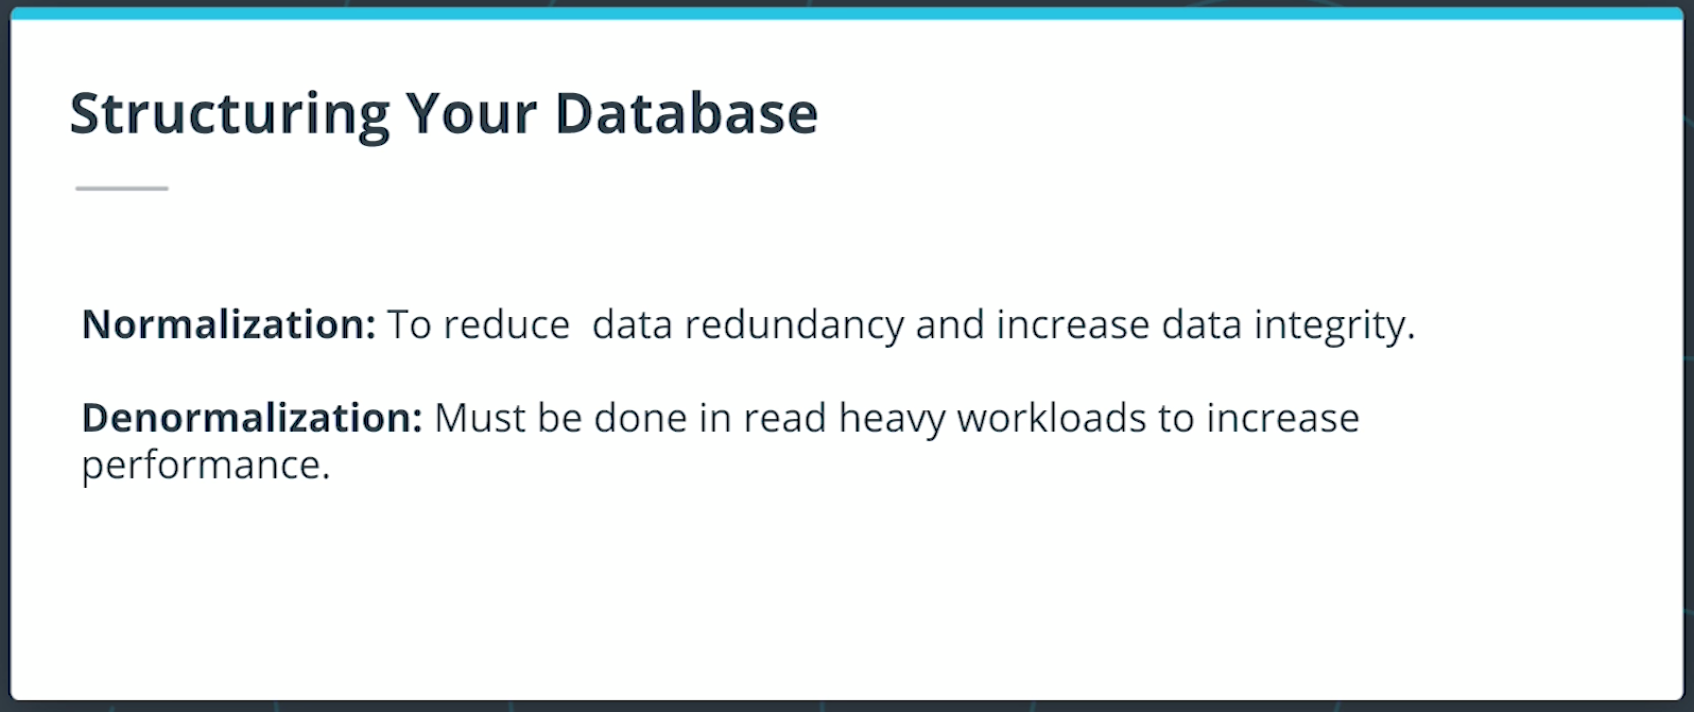 Structuring Your Database
Normalization: To reduce  data redundancy and increase data integrity.
Denormalization: Must be done in read heavy workloads to increase
performance.